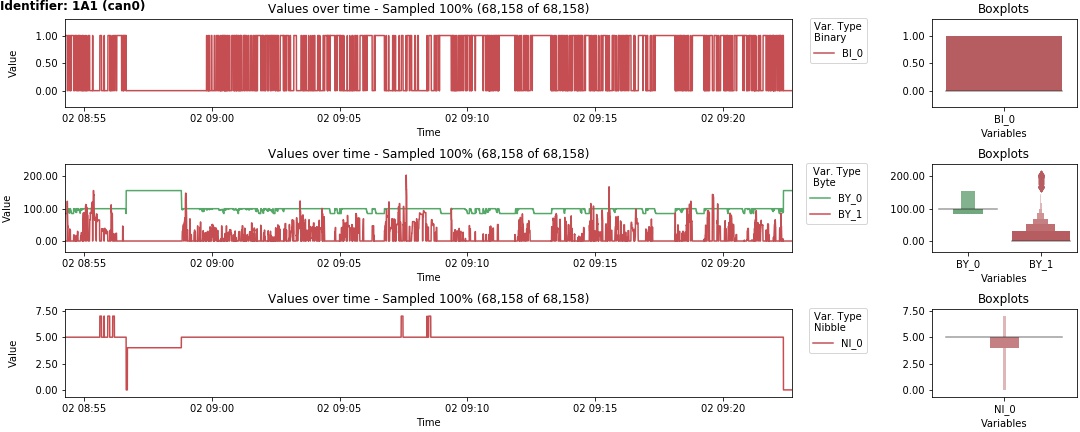 Identifier: 1A1 (can0)
Values over time - Sampled 100% (68,158 of 68,158)
Value
1.00
0.50
0.00
02 08:55
02 09:00
02 09:05
02 09:10
02 09:15
02 09:20
Time
Var. Type
Binary
BI_0
Boxplots
1.00
0.50
0.00
BI_0
Variables
Values over time - Sampled 100% (68,158 of 68,158)
Value
200.00
100.00
0.00
02 08:55
02 09:00
02 09:05
02 09:10
02 09:15
02 09:20
Time
Var. Type
Byte
BY_0
BY_1
Boxplots
200.00
100.00
0.00
BY_0
BY_1
Variables
Values over time - Sampled 100% (68,158 of 68,158)
Value
7.50
5.00
2.50
0.00
02 08:55
02 09:00
02 09:05
02 09:10
02 09:15
02 09:20
Time
Var. Type
Nibble
NI_0
Boxplots
7.50
5.00
2.50
0.00
NI_0
Variables